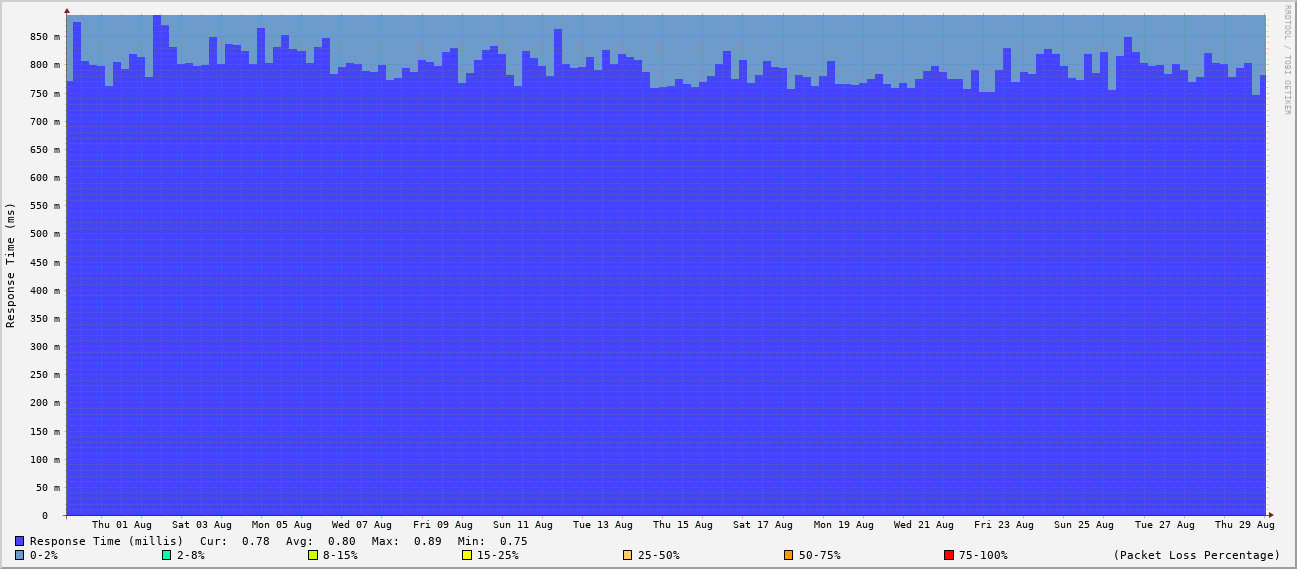 RRDTOOL / TOBI OETIKER
Response Time (ms)
850 m
800 m
750 m
700 m
650 m
600 m
550 m
500 m
450 m
400 m
350 m
300 m
250 m
200 m
150 m
100 m
50 m
0
Thu 01 Aug Sat 03 Aug Mon 05 Aug Wed 07 Aug Fri 09 Aug Sun 11 Aug Tue 13 Aug Thu 15 Aug Sat 17 Aug Mon 19 Aug Wed 21 Aug Fri 23 Aug Sun 25 Aug Tue 27 Aug Thu 29 Aug
Response Time (millis) Cur: 0.78 Avg: 0.80 Max: 0.89 Min: 0.75
0-2% 2-8% 8-15% 15-25% 25-50% 50-75% 75-100% (Packet Loss Percentage)